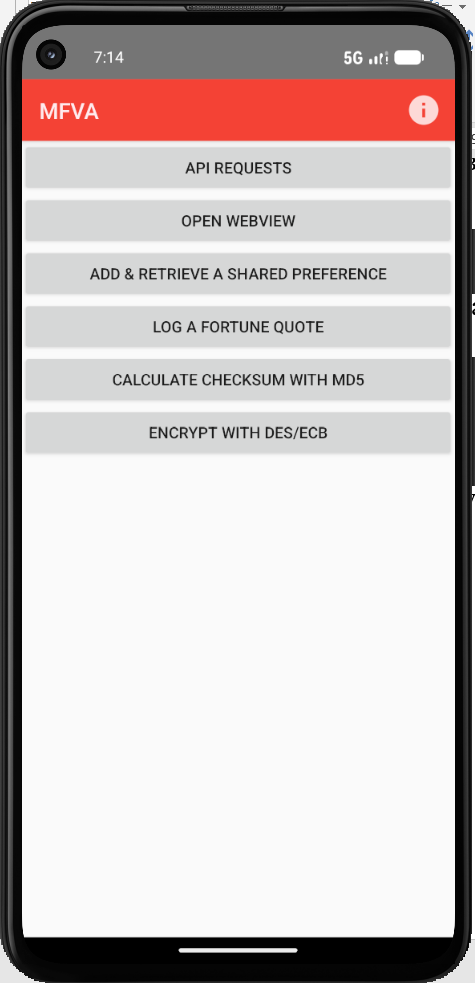 7:14
5G
MFVA
API REQUESTS
OPEN WEBVIEW
ADD & RETRIEVE A SHARED PREFERENCE
LOG A FORTUNE QUOTE
CALCULATE CHECKSUM WITH MD5
ENCRYPT WITH DES/ECB